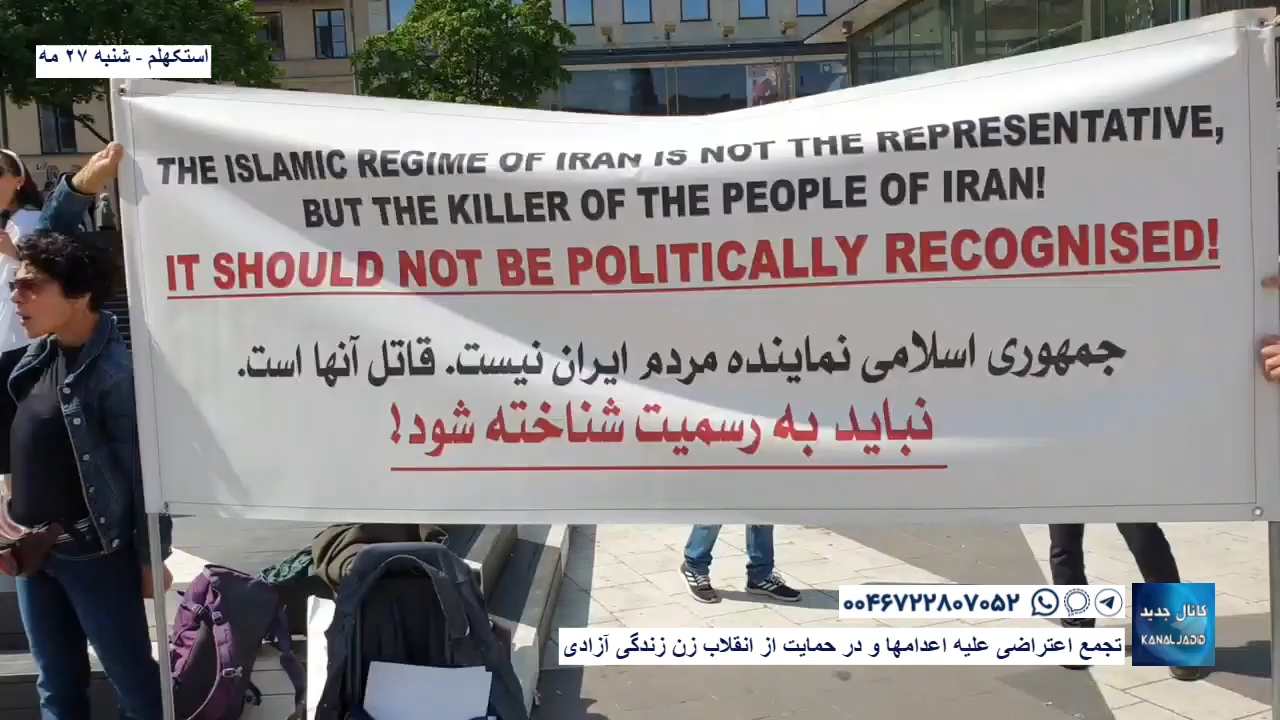 استکهلم - شنبه ۲۷ مه
THE ISLAMIC REGIME OF IRAN IS NOT THE REPRESENTATIVE,
BUT THE KILLER OF THE PEOPLE OF IRAN!
IT SHOULD NOT BE POLITICALLY RECOGNISED!
جمهوری اسلامی نماینده مردم ایران نیست. قاتل آنها است.
نباید به رسمیت شناخته شود!
۰۰۴۶۷۲۲۸۰۷۰۵۲
کانال جدید
KANAL JADID
تجمع اعتراضی علیه اعدامها و در حمایت از انقلاب زن زندگی آزادی